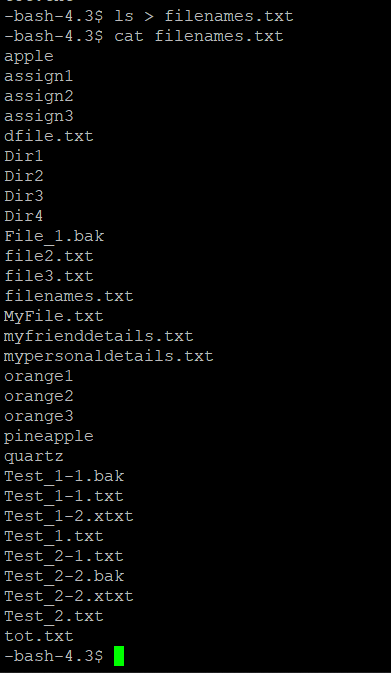 -bash-4.3$ ls > filenames.txt
-bash-4.3$ cat filenames.txt
apple
assign1
assign2
assign3
dfile.txt
Dir1
Dir2
Dir3
Dir4
File_1.bak
file2.txt
file3.txt
filenames.txt
MyFile.txt
myfrienddetails.txt
mypersonaldetails.txt
orange1
orange2
orange3
pineapple
quartz
Test_1-1.bak
Test_1-1.txt
Test_1-2.xtxt
Test_1.txt
Test_2-1.txt
Test_2-2.bak
Test_2-2.xtxt
Test_2.txt
tot.txt
-bash-4.3$